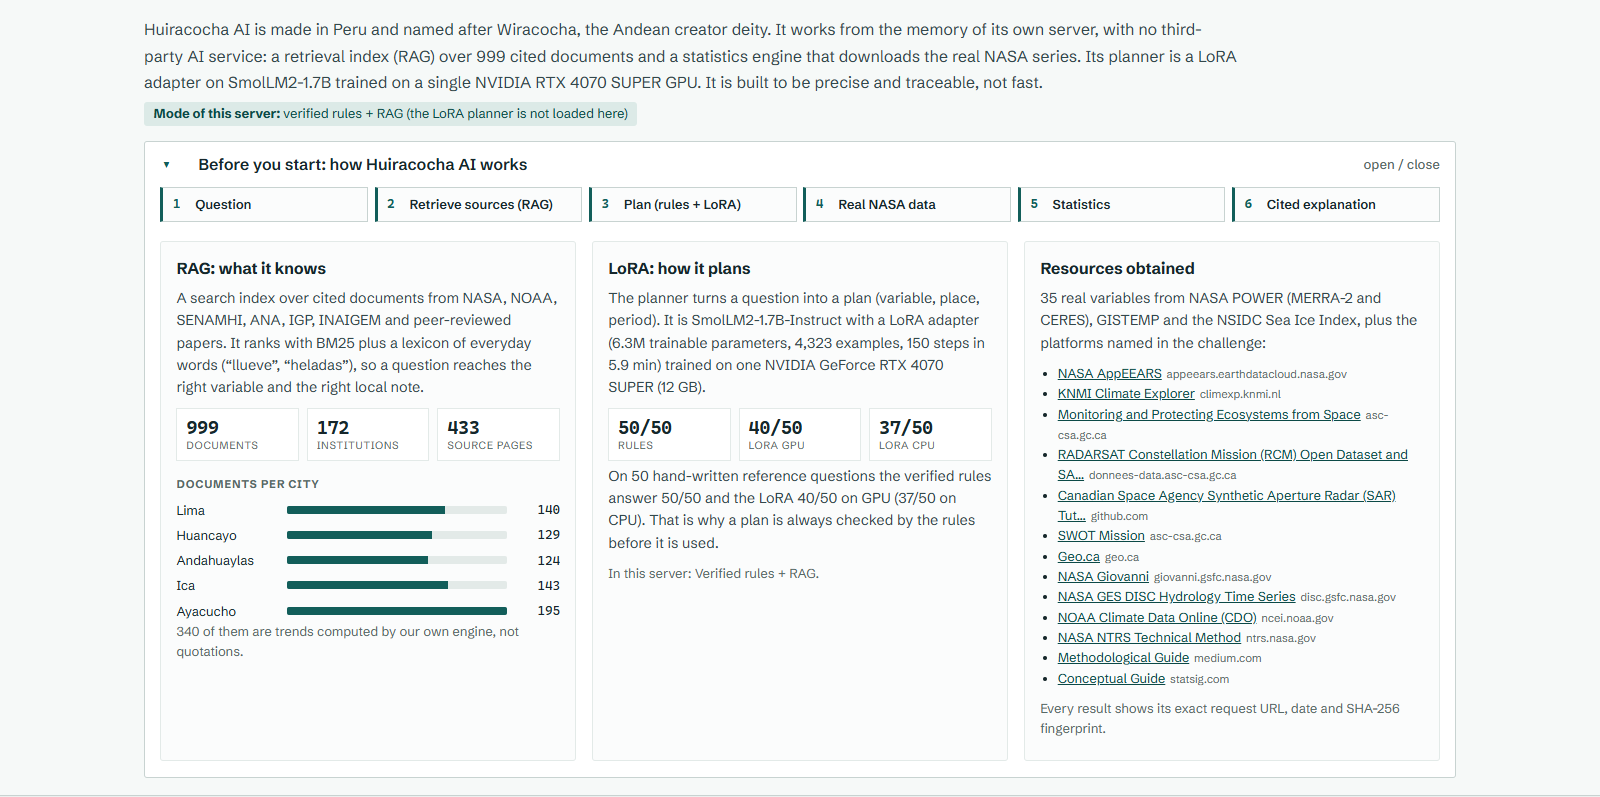 Huiracocha AI is made in Peru and named after Wiracocha, the Andean creator deity. It works from the memory of its own server, with no third-
party AI service: a retrieval index (RAG) over 999 cited documents and a statistics engine that downloads the real NASA series. Its planner is a LoRA
adapter on SmolLM2-1.7B trained on a single NVIDIA RTX 4070 SUPER GPU. It is built to be precise and traceable, not fast.
Mode of this server: verified rules + RAG (the LoRA planner is not loaded here)
▼ Before you start: how Huiracocha AI works
open / close
1 Question
2 Retrieve sources (RAG)
3 Plan (rules + LoRA)
4 Real NASA data
5 Statistics
6 Cited explanation
RAG: what it knows
A search index over cited documents from NASA, NOAA,
SENAMHI, ANA, IGP, INAIGEM and peer-reviewed
papers. It ranks with BM25 plus a lexicon of everyday
words (“llueve”, “heladas”), so a question reaches the
right variable and the right local note.
999
DOCUMENTS
172
INSTITUTIONS
433
SOURCE PAGES
DOCUMENTS PER CITY
Lima 140
Huancayo 129
Andahuaylas 124
Ica 143
Ayacucho 195
340 of them are trends computed by our own engine, not
quotations.
LoRA: how it plans
The planner turns a question into a plan (variable, place,
period). It is SmolLM2-1.7B-Instruct with a LoRA adapter
(6.3M trainable parameters, 4,323 examples, 150 steps in
5.9 min) trained on one NVIDIA GeForce RTX 4070
SUPER (12 GB).
50/50
RULES
40/50
LORA GPU
37/50
LORA CPU
On 50 hand-written reference questions the verified rules
answer 50/50 and the LoRA 40/50 on GPU (37/50 on
CPU). That is why a plan is always checked by the rules
before it is used.
In this server: Verified rules + RAG.
Resources obtained
35 real variables from NASA POWER (MERRA-2 and
CERES), GISTEMP and the NSIDC Sea Ice Index, plus the
platforms named in the challenge:
• NASA AppEEARS appeears.earthdatacloud.nasa.gov
• KNMI Climate Explorer climexp.knmi.nl
• Monitoring and Protecting Ecosystems from Space asc-
csa.gc.ca
• RADARSAT Constellation Mission (RCM) Open Dataset and
SA... donnees-data.asc-csa.gc.ca
• Canadian Space Agency Synthetic Aperture Radar (SAR)
Tut... github.com
• SWOT Mission asc-csa.gc.ca
• Geo.ca geo.ca
• NASA Giovanni giovanni.gsfc.nasa.gov
• NASA GES DISC Hydrology Time Series disc.gsfc.nasa.gov
• NOAA Climate Data Online (CDO) ncei.noaa.gov
• NASA NTRS Technical Method ntrs.nasa.gov
• Methodological Guide medium.com
• Conceptual Guide statsig.com
Every result shows its exact request URL, date and SHA-256
fingerprint.